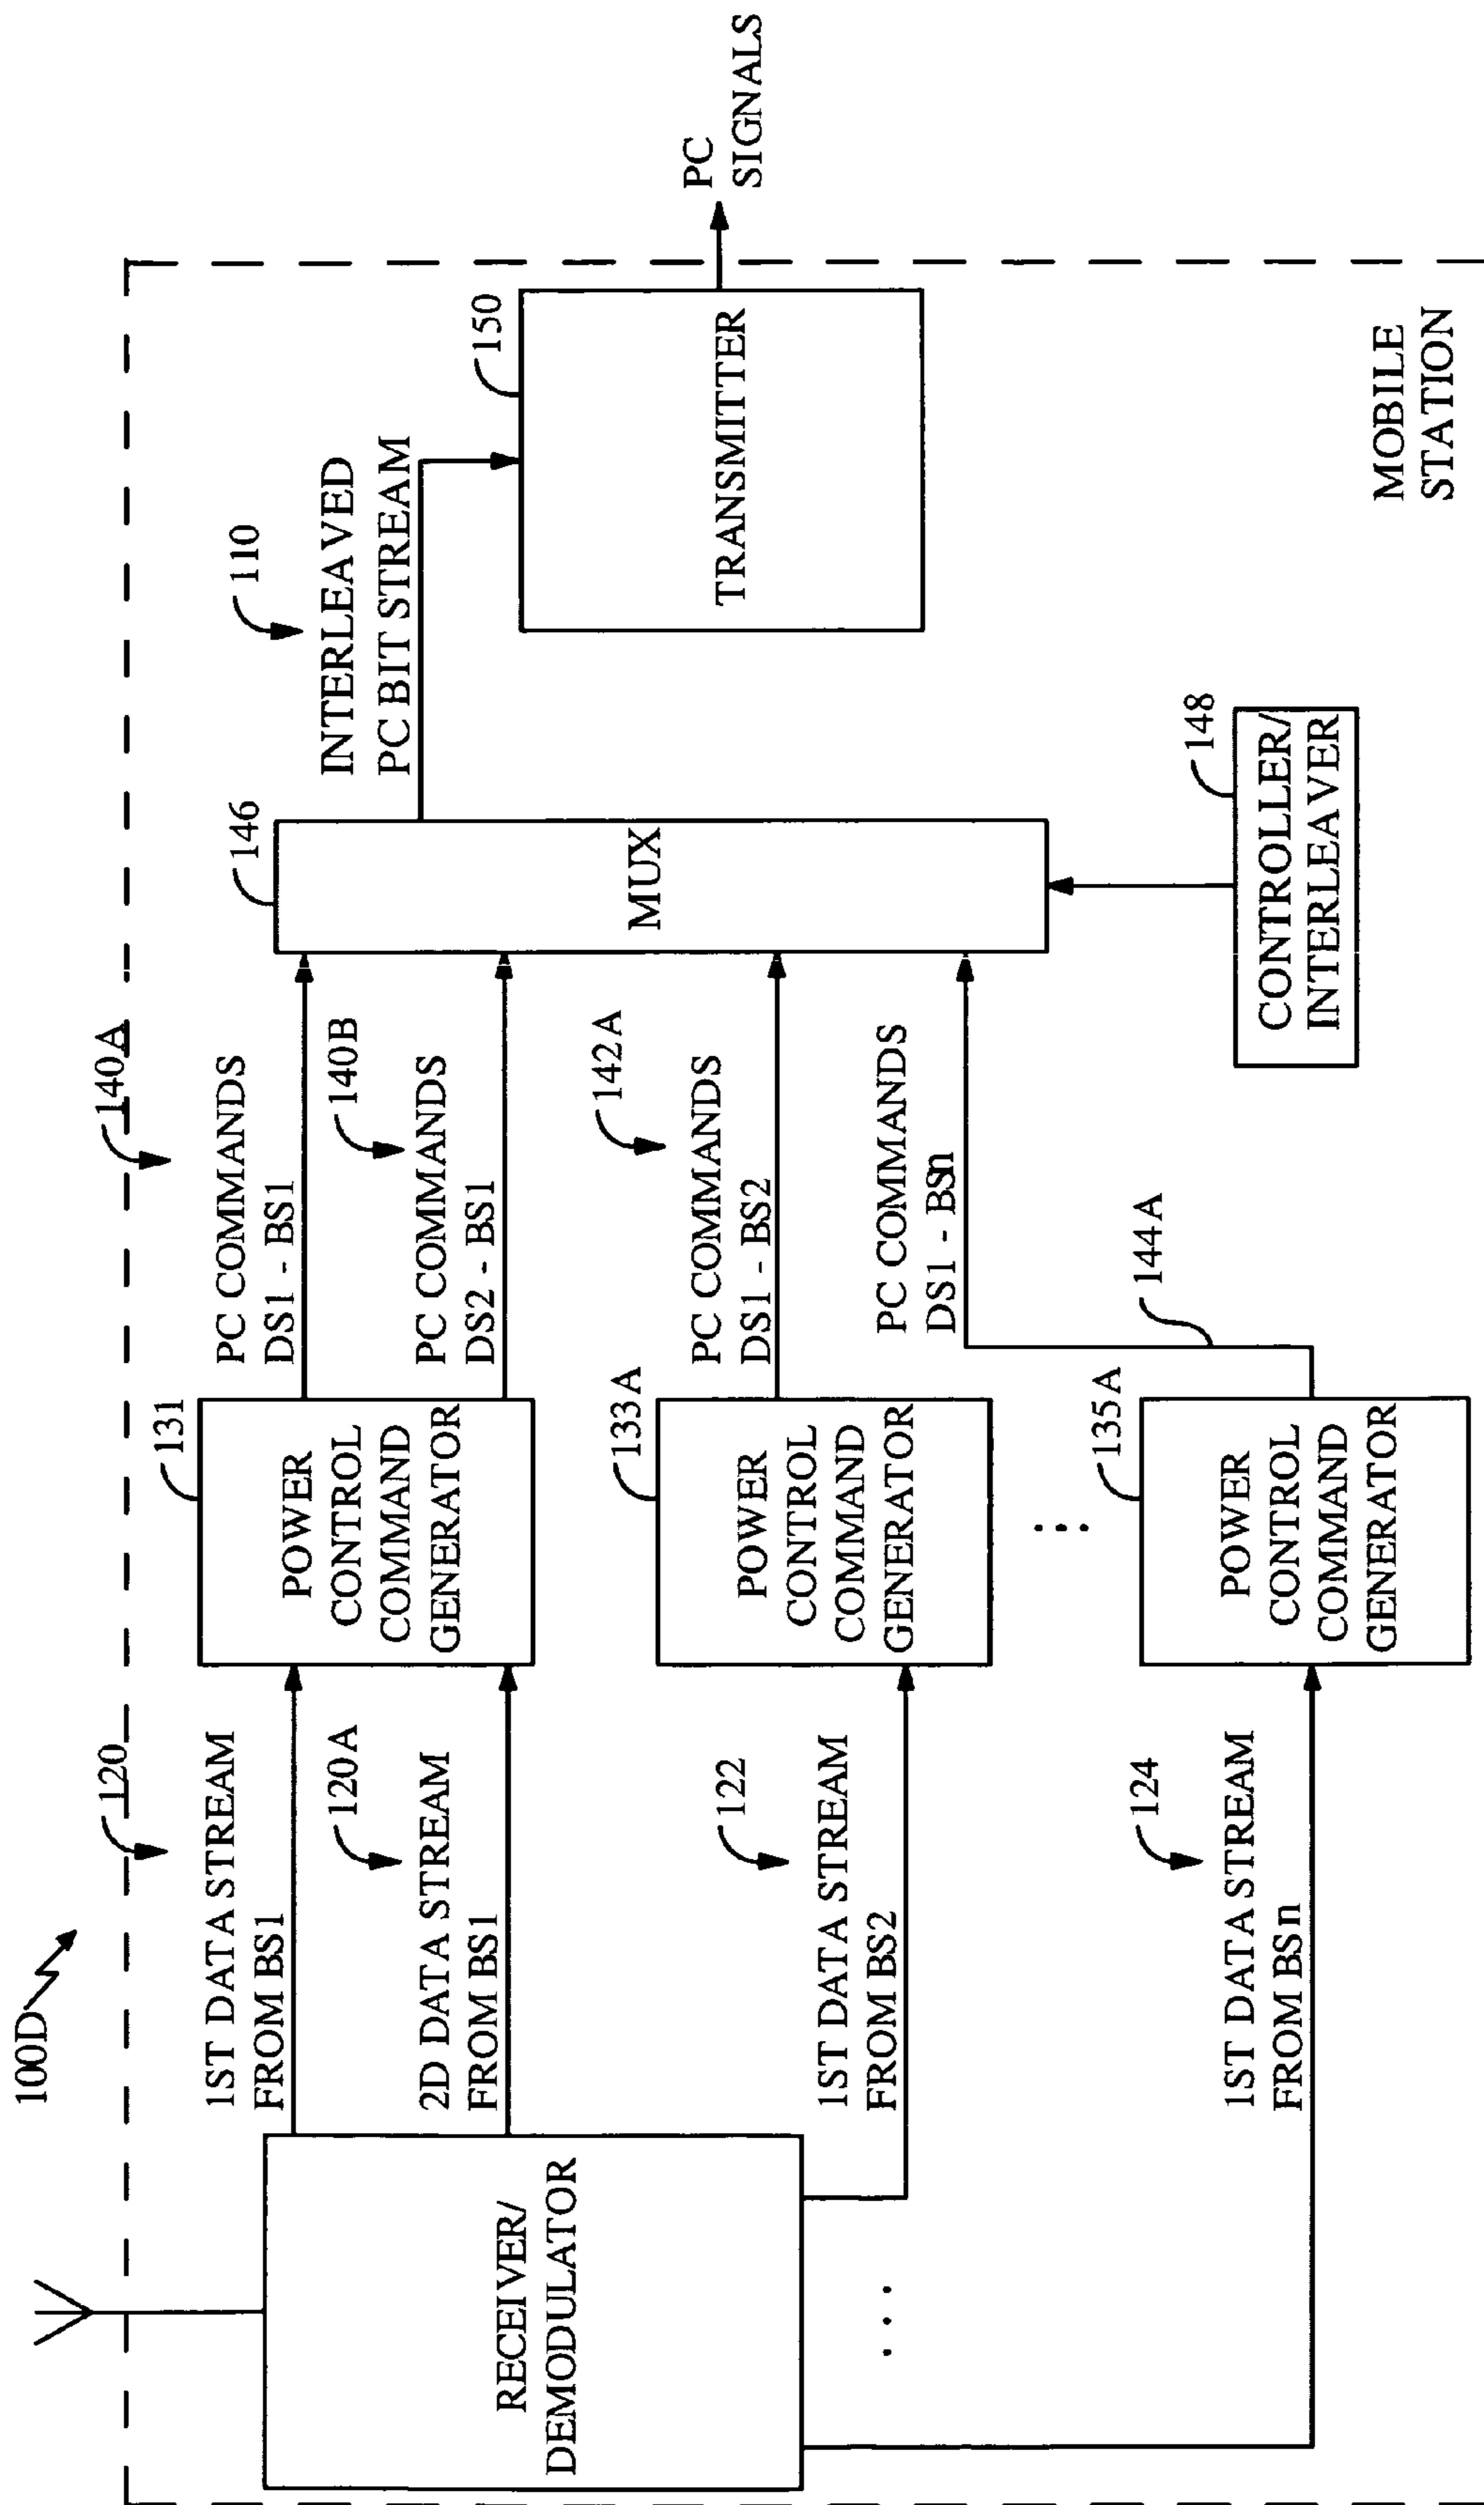 100D
120
140A
1ST DATA STREAM
FROM BS1
120A
2D DATA STREAM
FROM BS1
122
1ST DATA STREAM
FROM BS2
124
1ST DATA STREAM
FROM BSn
RECEIVER/
DEMODULATOR
131
POWER
CONTROL
COMMAND
GENERATOR
133A
POWER
CONTROL
COMMAND
GENERATOR
135A
POWER
CONTROL
COMMAND
GENERATOR
PC COMMANDS
DS1 - BS1
140B
PC COMMANDS
DS2 - BS1
142A
PC COMMANDS
DS1 - BS2
PC COMMANDS
DS1 - BSn
144A
146
MUX
148
CONTROLLER/
INTERLEAVER
110
INTERLEAVED
PC BIT STREAM
150
TRANSMITTER
PC
SIGNALS
MOBILE
STATION